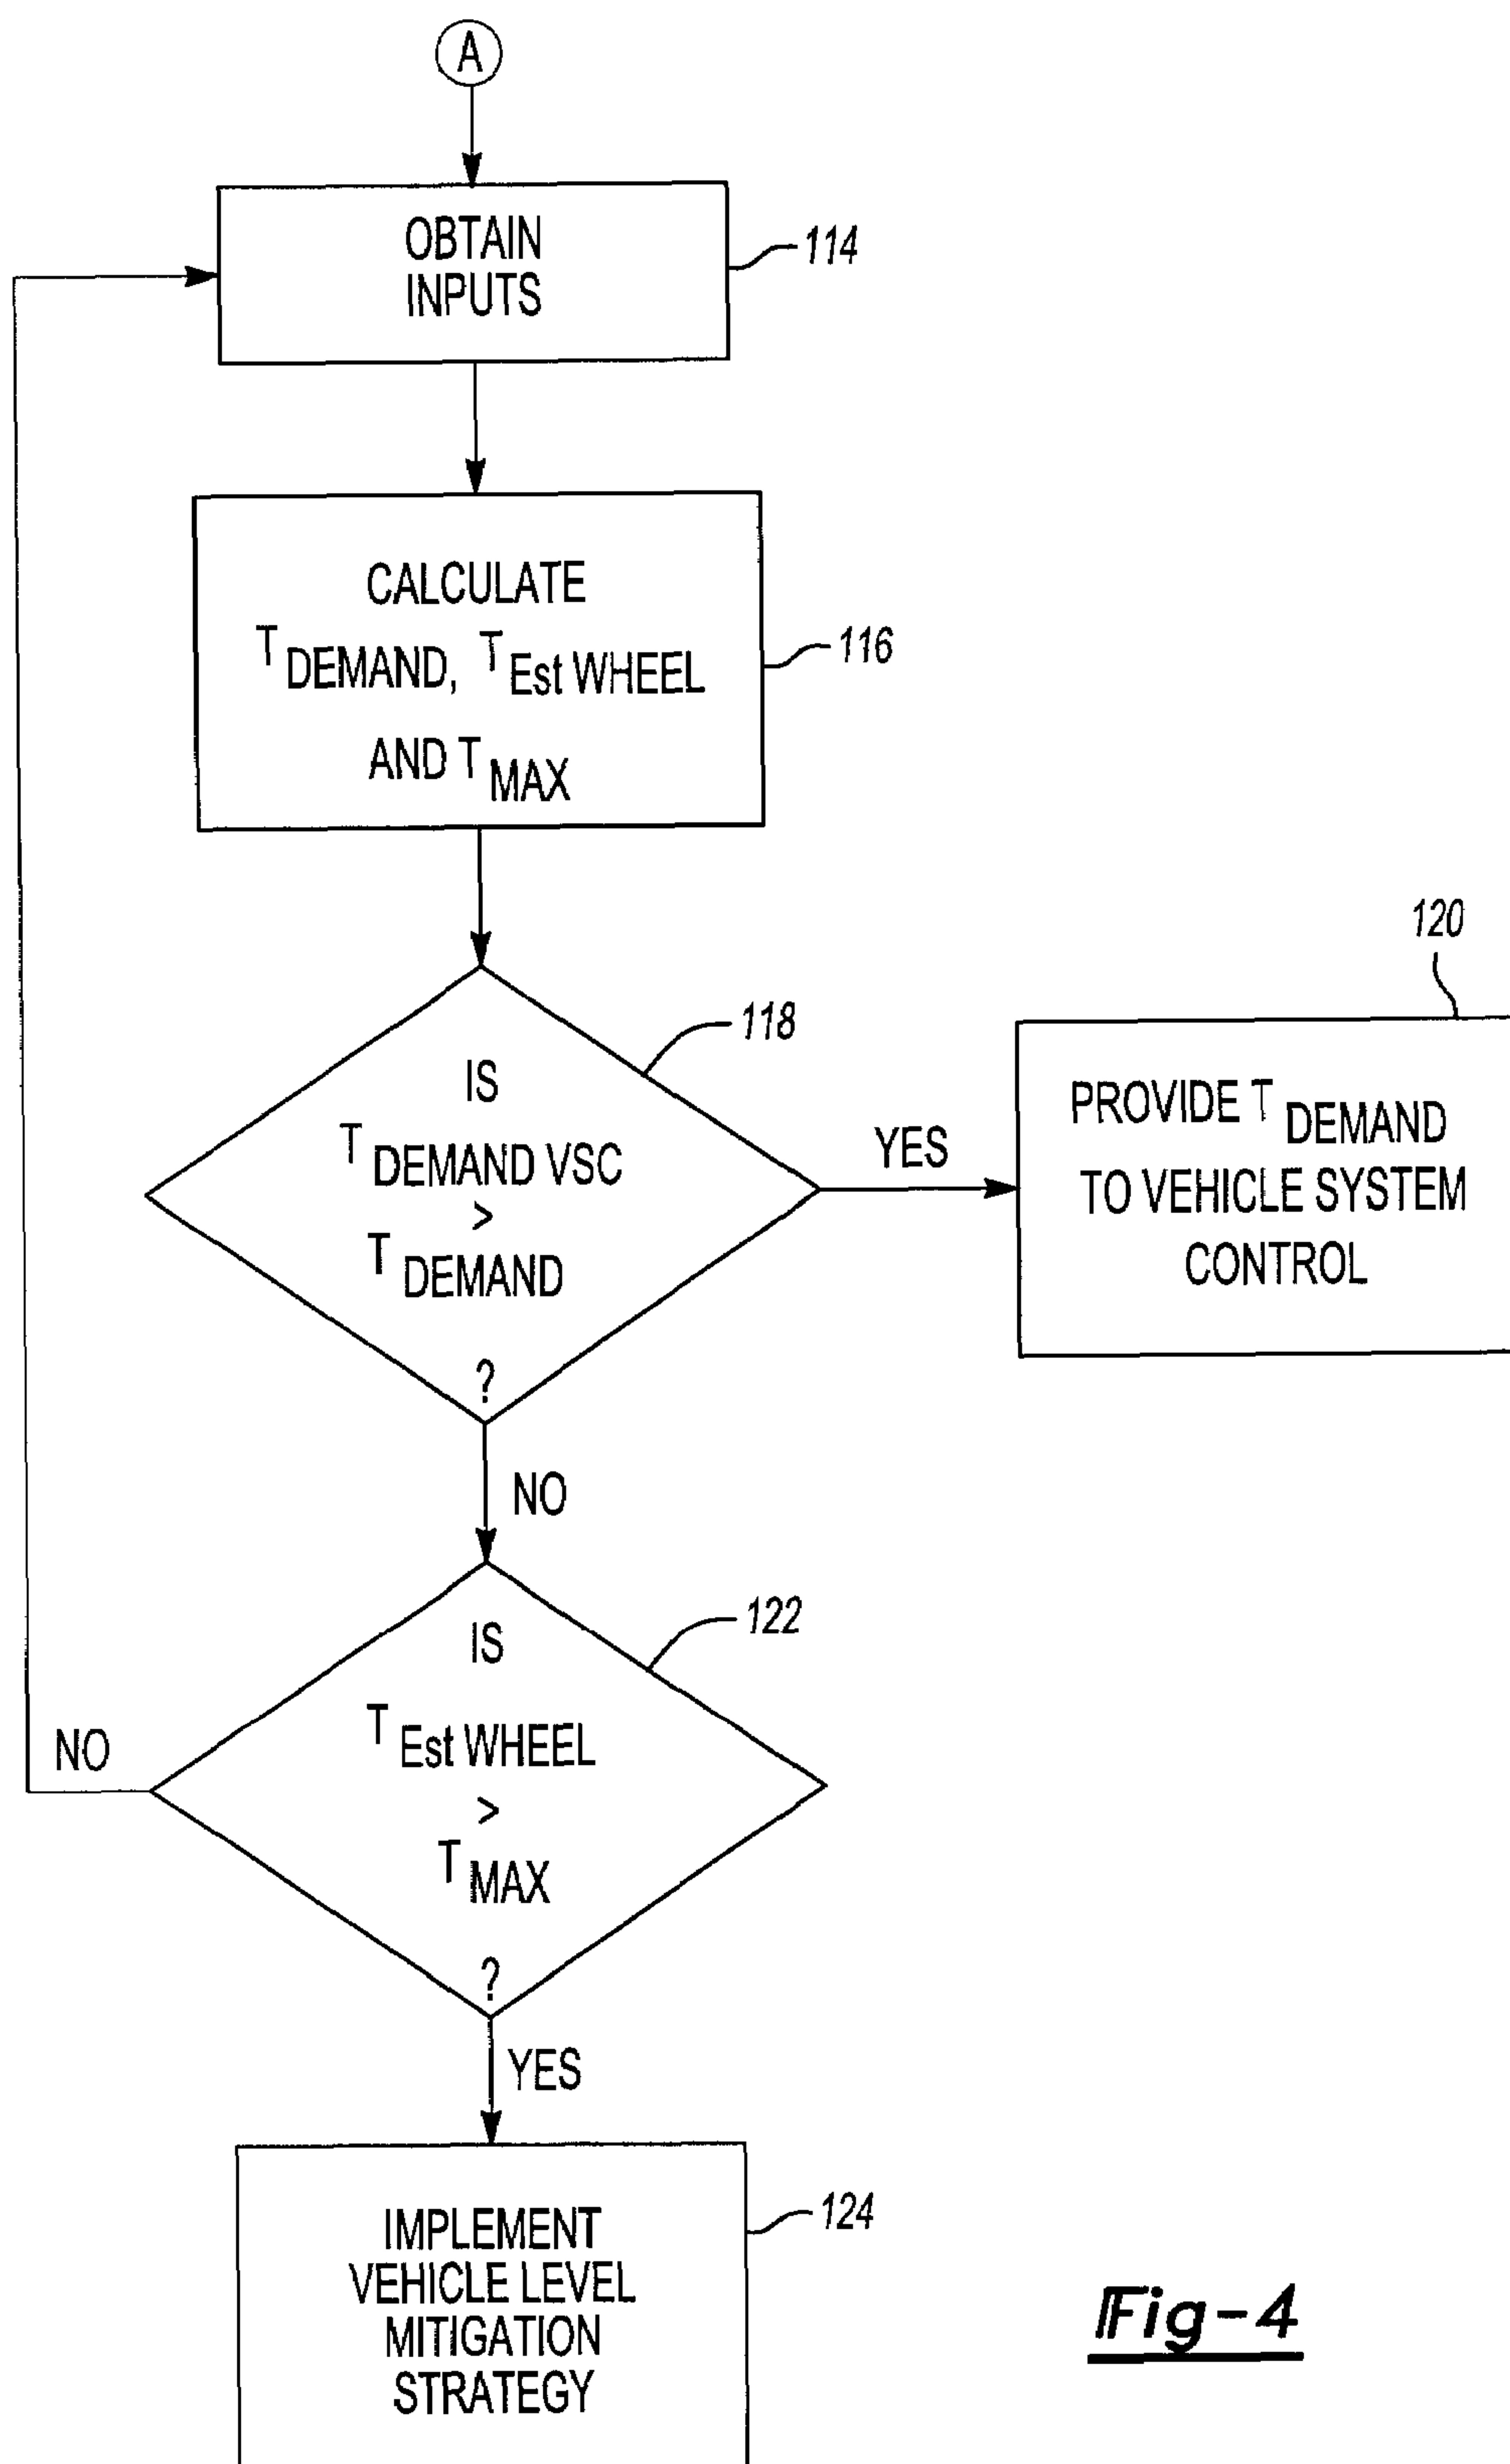 A
OBTAIN
INPUTS
114
CALCULATE
T DEMAND, T Est WHEEL
AND T MAX
116
118
IS
T DEMAND VSC
>
T DEMAND
?
YES
120
PROVIDE T DEMAND
TO VEHICLE SYSTEM
CONTROL
NO
122
IS
T Est WHEEL
>
T MAX
?
NO
YES
IMPLEMENT
VEHICLE LEVEL
MITIGATION
STRATEGY
124
Fig-4